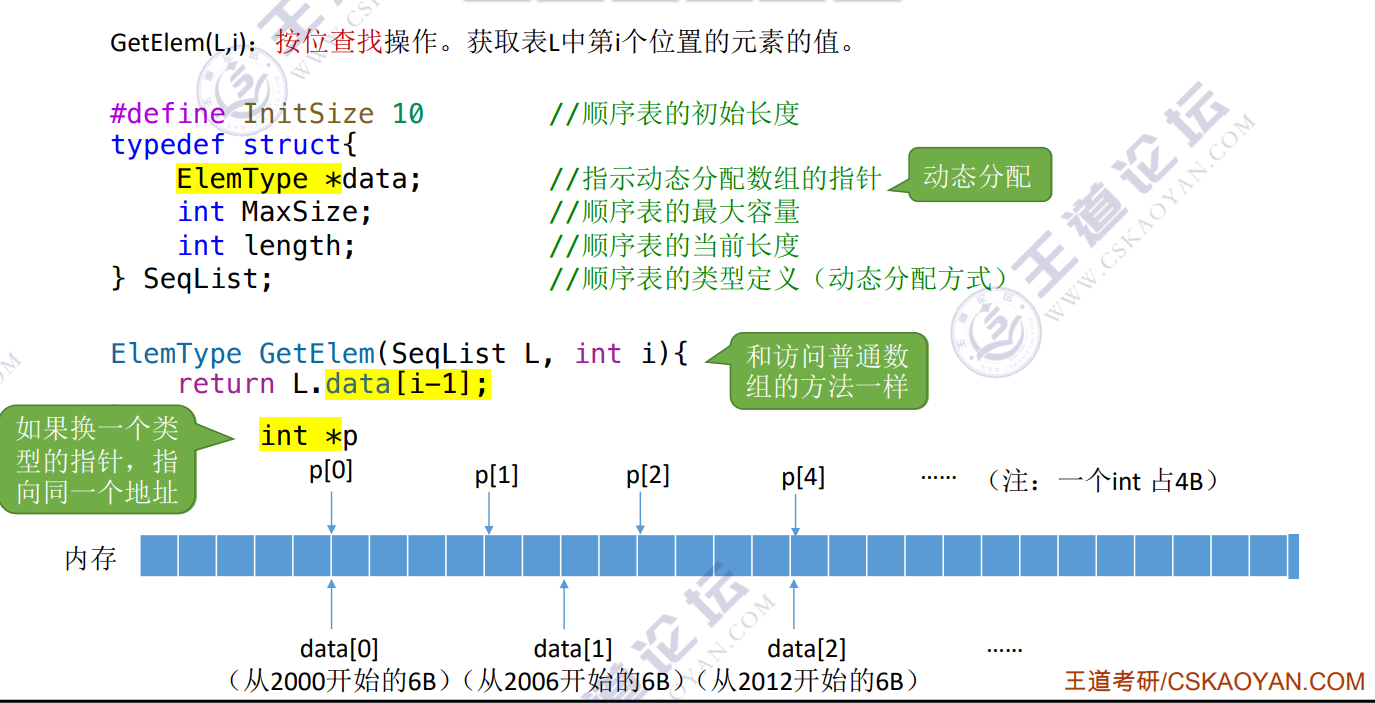 GetElem(L,i)：按位查找操作。获取表L中第i个位置的元素的值。
#define InitSize 10 //顺序表的初始长度
typedef struct{
ElemType *data; //指示动态分配数组的指针
动态分配
int MaxSize; //顺序表的最大容量
int length; //顺序表的当前长度
} SeqList; //顺序表的类型定义（动态分配方式）
ElemType GetElem(SeqList L, int i){
return L.data[i-1];
和访问普通数
组的方法一样
如果换一个类
型的指针，指
向同一个地址
int *p
p[0] p[1] p[2] p[4] …… （注：一个int 占4B）
内存
data[0] data[1] data[2] ……
（从2000开始的6B）（从2006开始的6B）（从2012开始的6B）
王道考研/CSKAOYAN.COM
王道论坛
WWW.CSKAOYAN.COM